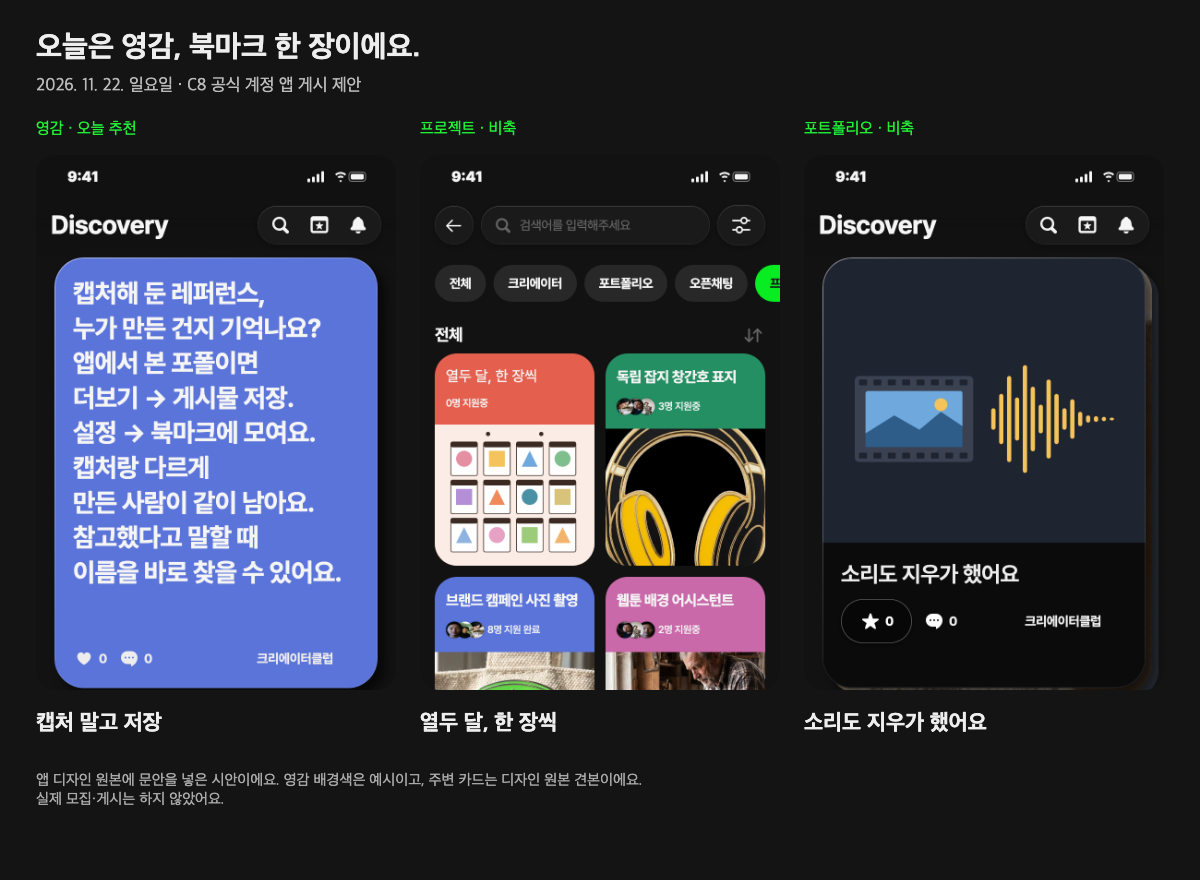 오늘은 영감, 북마크 한 장이에요.
2026. 11. 22. 일요일 · C8 공식 계정 앱 게시 제안
영감 · 오늘 추천
9:41
Discovery
캡처해 둔 레퍼런스,
누가 만든 건지 기억나요?
앱에서 본 포폴이면
더보기 → 게시물 저장.
설정 → 북마크에 모여요.
캡처랑 다르게
만든 사람이 같이 남아요.
참고했다고 말할 때
이름을 바로 찾을 수 있어요.
0 0 크리에이터클럽
캡처 말고 저장
프로젝트 · 비축
9:41
검색어를 입력해주세요
전체 크리에이터 포트폴리오 오픈채팅
전체
열두 달, 한 장씩
0명 지원중
독립 잡지 창간호 표지
3명 지원중
브랜드 캠페인 사진 촬영
8명 지원 완료
웹툰 배경 어시스턴트
2명 지원중
열두 달, 한 장씩
포트폴리오 · 비축
9:41
Discovery
소리도 지우가 했어요
0 0 크리에이터클럽
소리도 지우가 했어요
앱 디자인 원본에 문안을 넣은 시안이에요. 영감 배경색은 예시이고, 주변 카드는 디자인 원본 견본이에요.
실제 모집·게시는 하지 않았어요.